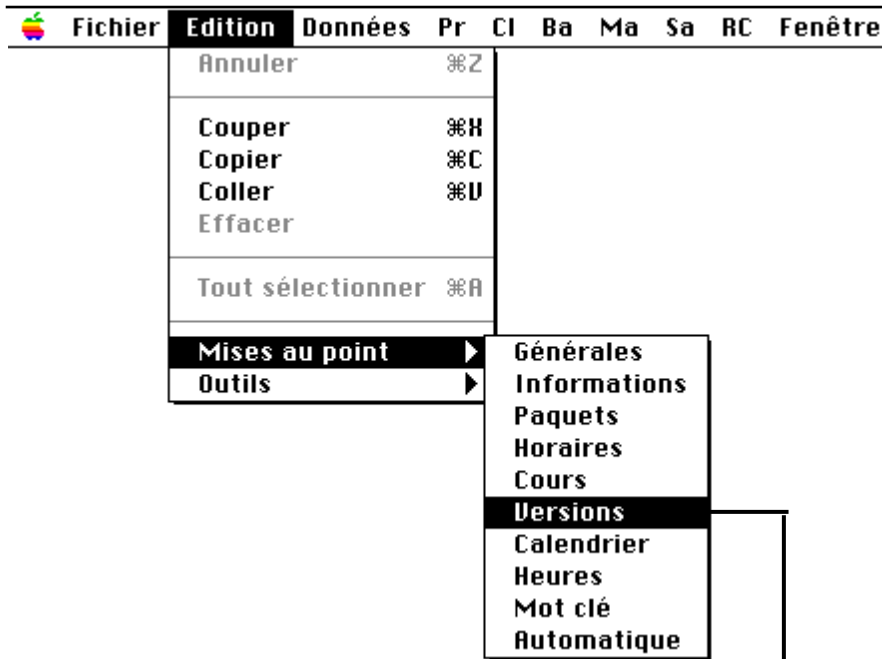 Fichier Edition Données Pr Cl Ba Ma Sa RC Fenêtre
Annuler ⌘Z
Couper ⌘X
Copier ⌘C
Coller ⌘V
Effacer
Tout sélectionner ⌘A
Mises au point
Outils
Générales
Informations
Paquets
Horaires
Cours
Versions
Calendrier
Heures
Mot clé
Automatique